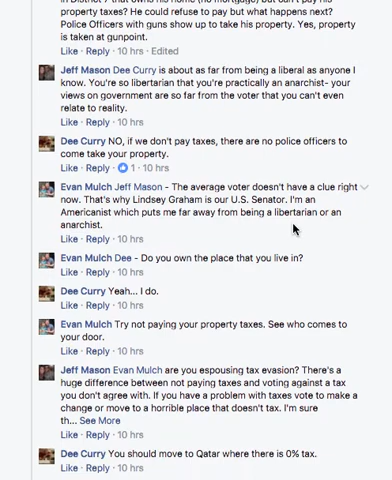 in District 7 that owns his home (no mortgage) but can't pay his
property taxes? He could refuse to pay but what happens next?
Police Officers with guns show up to take his property. Yes, property
is taken at gunpoint.
Like · Reply · 10 hrs · Edited
Jeff Mason Dee Curry is about as far from being a liberal as anyone I
know. You're so libertarian that you're practically an anarchist- your
views on government are so far from the voter that you can't even
relate to reality.
Like · Reply · 10 hrs
Dee Curry NO, if we don't pay taxes, there are no police officers to
come take your property.
Like · Reply · 1 · 10 hrs
Evan Mulch Jeff Mason - The average voter doesn't have a clue right
now. That's why Lindsey Graham is our U.S. Senator. I'm an
Americanist which puts me far away from being a libertarian or an
anarchist.
Like · Reply · 10 hrs
Evan Mulch Dee - Do you own the place that you live in?
Like · Reply · 10 hrs
Dee Curry Yeah... I do.
Like · Reply · 10 hrs
Evan Mulch Try not paying your property taxes. See who comes to
your door.
Like · Reply · 10 hrs
Jeff Mason Evan Mulch are you espousing tax evasion? There's a
huge difference between not paying taxes and voting against a tax
you don't agree with. If you have a problem with taxes vote to make a
change or move to a horrible place that doesn't tax. I'm sure
th... See More
Like · Reply · 10 hrs
Dee Curry You should move to Qatar where there is 0% tax.
Like · Reply · 10 hrs